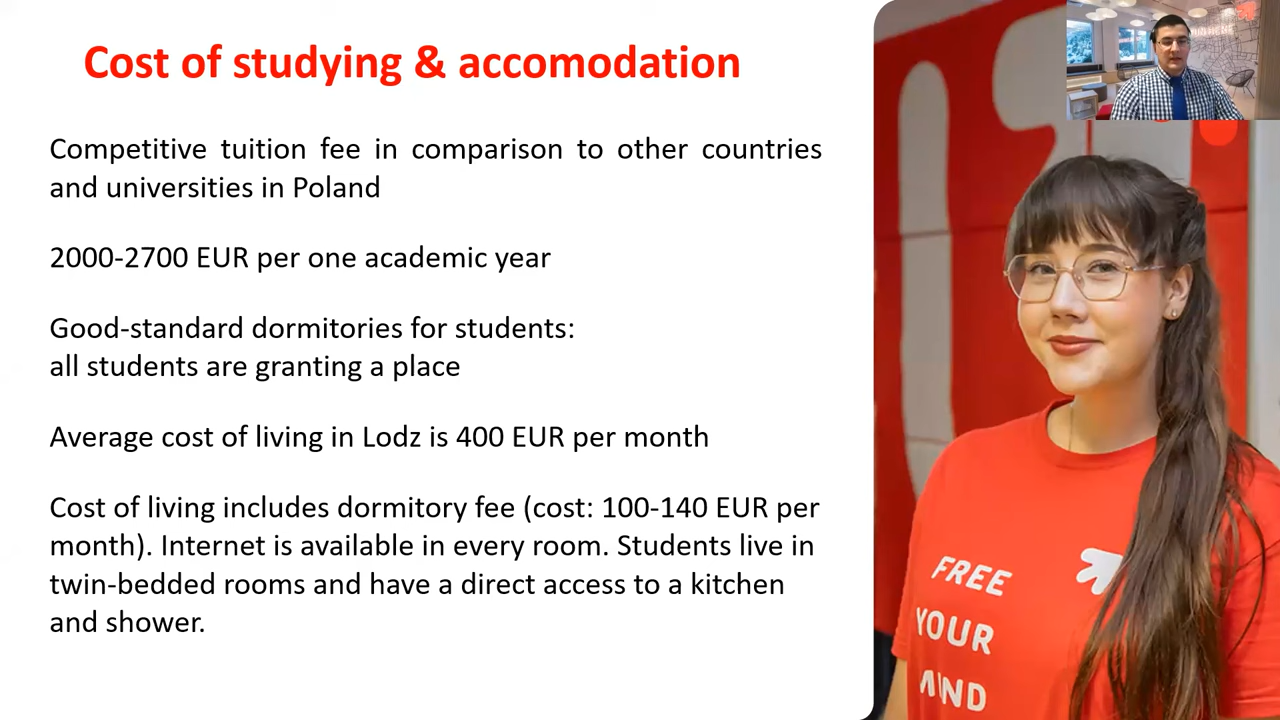 Cost of studying & accomodation
Competitive tuition fee in comparison to other countries
and universities in Poland
2000-2700 EUR per one academic year
Good-standard dormitories for students:
all students are granting a place
Average cost of living in Lodz is 400 EUR per month
Cost of living includes dormitory fee (cost: 100-140 EUR per
month). Internet is available in every room. Students live in
twin-bedded rooms and have a direct access to a kitchen
and shower.
FREE
YOUR
MIND